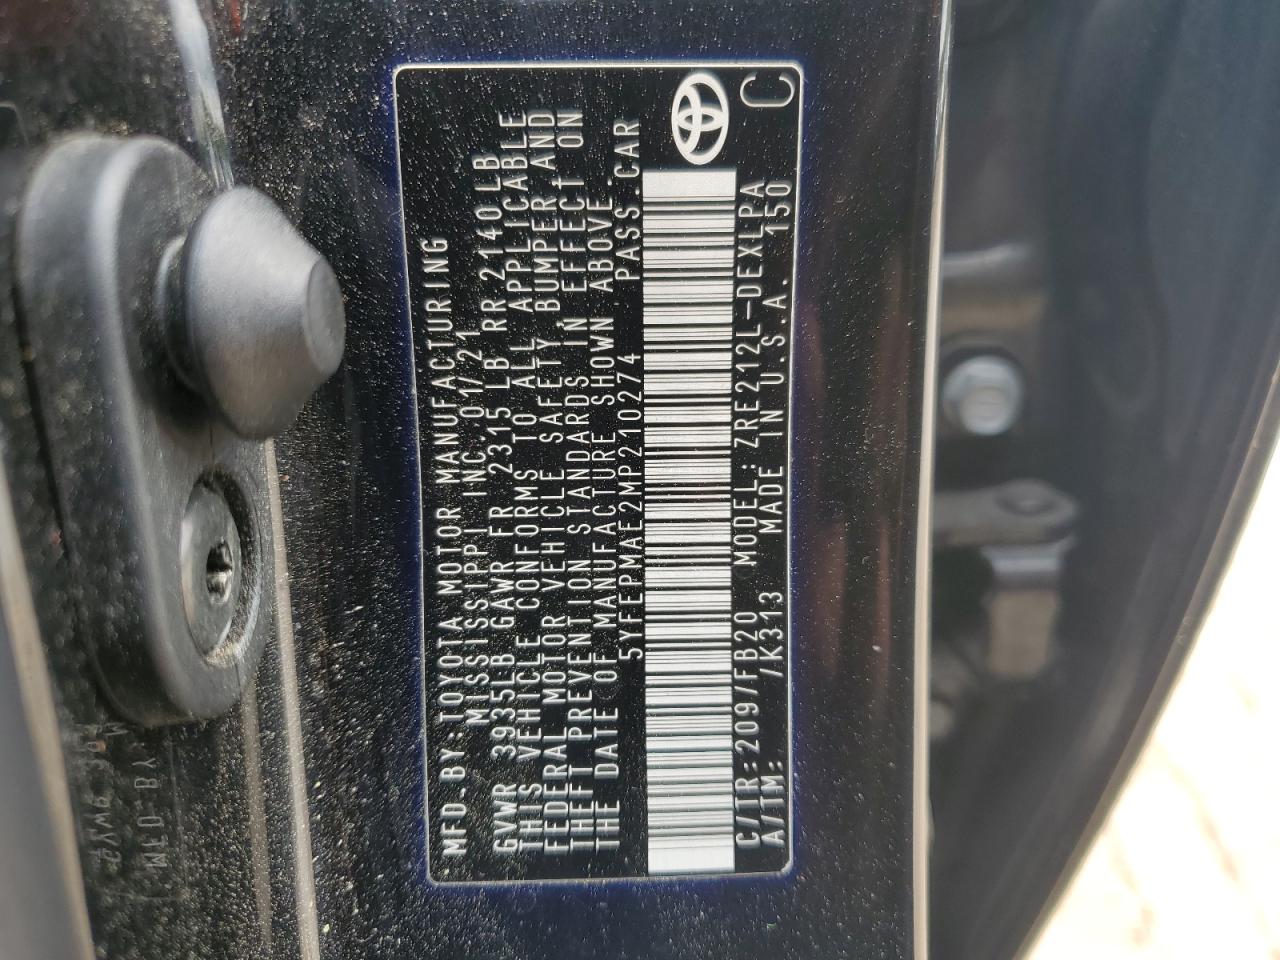 MFD.BY:TOYOTA MOTOR MANUFACTURING
MISSISSIPPI INC.01/21
GVWR 3935LB GAWR FR 2315 LB RR 2140LB
THIS VEHICLE CONFORMS TO ALL APPLICABLE
FEDERAL MOTOR VEHICLE SAFETY, BUMPER AND
THEFT PREVENTION STANDARDS IN EFFECT ON
THE DATE OF MANUFACTURE SHOWN ABOVE.
5YFEPMAE2MP210274 PASS.CAR
C/TR:209/FB20 MODEL:ZRE212L-DEXLPA
A/TM: /K313 MADE IN U.S.A. 150
C